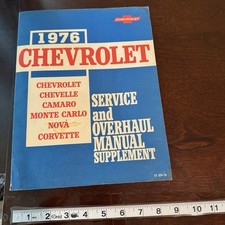 CHEVROLET
1976
CHEVROLET
CHEVROLET
CHEVELLE
CAMARO
MONTE CARLO
NOVA
CORVETTE
SERVICE
and
OVERHAUL
MANUAL
SUPPLEMENT
1 2 3 4 5 6 7 8 9 10 11